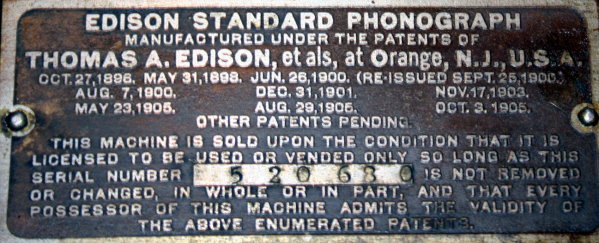 EDISON STANDARD PHONOGRAPH
MANUFACTURED UNDER THE PATENTS OF
THOMAS A. EDISON, et als, at Orange, N.J., U.S.A.
OCT. 27, 1896. MAY 31, 1898. JUN. 26, 1900. (RE-ISSUED SEPT. 25, 1900.)
AUG. 7, 1900. DEC. 31, 1901. NOV. 17, 1903.
MAY 23, 1905. AUG. 29, 1905. OCT. 3, 1905.
OTHER PATENTS PENDING.
THIS MACHINE IS SOLD UPON THE CONDITION THAT IT IS
LICENSED TO BE USED OR VENDED ONLY SO LONG AS THIS
SERIAL NUMBER 520680 IS NOT REMOVED
OR CHANGED, IN WHOLE OR IN PART, AND THAT EVERY
POSSESSOR OF THIS MACHINE ADMITS THE VALIDITY OF
THE ABOVE ENUMERATED PATENTS.